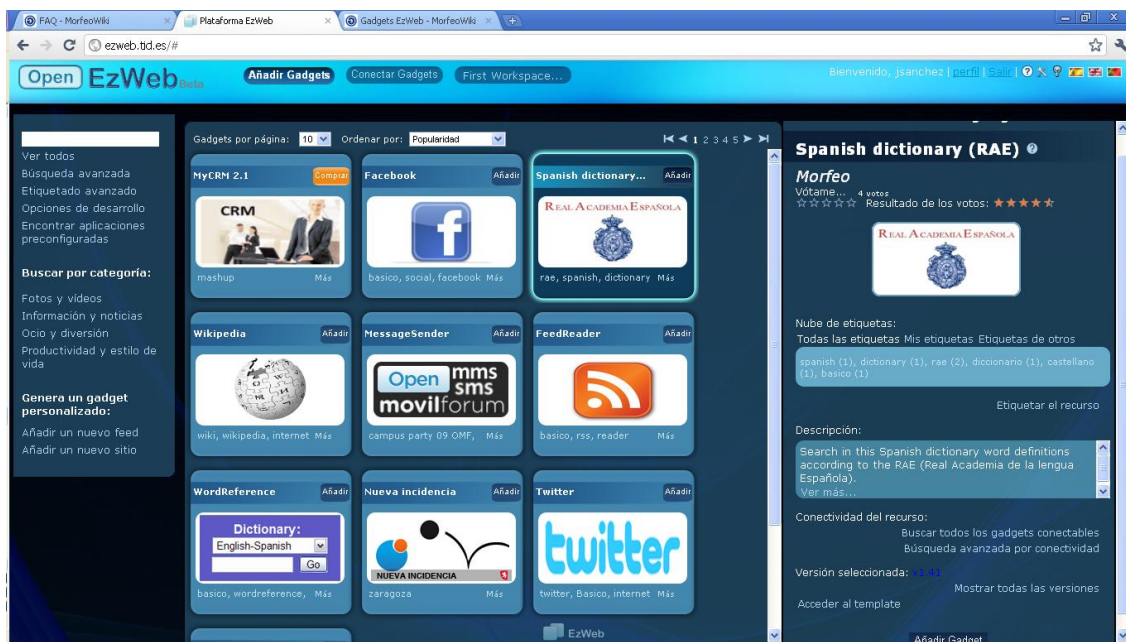 FAQ - MorfeoWiki
Plataforma EzWeb
Gadgets EzWeb - MorfeoWiki
ezweb.tid.es/#
Open EzWeb Beta
Añadir Gadgets
Conectar Gadgets
First Workspace...
Bienvenido, jsanchez | perfil | Salir |
Ver todos
Búsqueda avanzada
Etiquetado avanzado
Opciones de desarrollo
Encontrar aplicaciones
preconfiguradas
Buscar por categoría:
Fotos y vídeos
Información y noticias
Ocio y diversión
Productividad y estilo de
vida
Genera un gadget
personalizado:
Añadir un nuevo feed
Añadir un nuevo sitio
Gadgets por página: 10 Ordenar por: Popularidad
1 2 3 4 5
MyCRM 2.1 Comprar
CRM
mashup Más
Facebook Añadir
f
basico, social, facebook Más
Spanish dictionary... Añadir
REAL ACADEMIA ESPAÑOLA
rae, spanish, dictionary Más
Wikipedia Añadir
wiki, wikipedia, internet Más
MessageSender Añadir
Open mms
sms
movilforum
campus party 09 OMF, Más
FeedReader Añadir
basico, rss, reader Más
WordReference Añadir
Dictionary:
English-Spanish
Go
basico, wordreference, Más
Nueva incidencia Añadir
NUEVA INCIDENCIA
zaragoza Más
Twitter Añadir
twitter
twitter, Basico, internet Más
EzWeb
Spanish dictionary (RAE)
Morfeo
Vótame... 4 votos
Resultado de los votos:
REAL ACADEMIA ESPAÑOLA
Nube de etiquetas:
Todas las etiquetas Mis etiquetas Etiquetas de otros
spanish (1), dictionary (1), rae (2), diccionario (1), castellano
(1), basico (1)
Etiquetar el recurso
Descripción:
Search in this Spanish dictionary word definitions
according to the RAE (Real Academia de la lengua
Española).
Ver más...
Conectividad del recurso:
Buscar todos los gadgets conectables
Búsqueda avanzada por conectividad
Versión seleccionada: v1.41
Mostrar todas las versiones
Acceder al template
Añadir Gadget